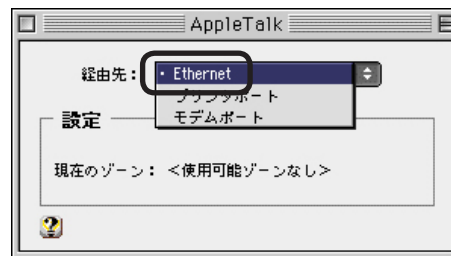 AppleTalk
経由先： • Ethernet
プリンタポート
モデムポート
設定
現在のゾーン： ＜使用可能ゾーンなし＞